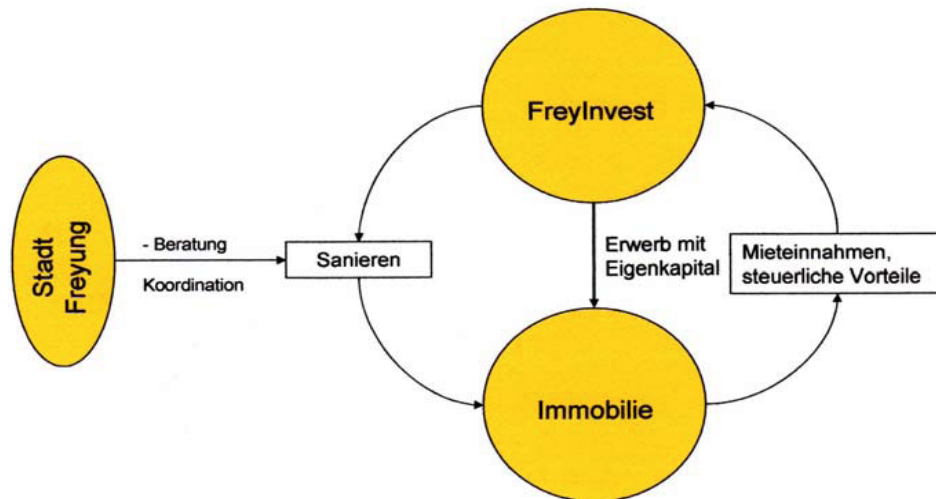 FreyInvest
Stadt
Freyung
- Beratung
Koordination
Sanieren
Erwerb mit
Eigenkapital
Mieteinnahmen,
steuerliche Vorteile
Immobilie